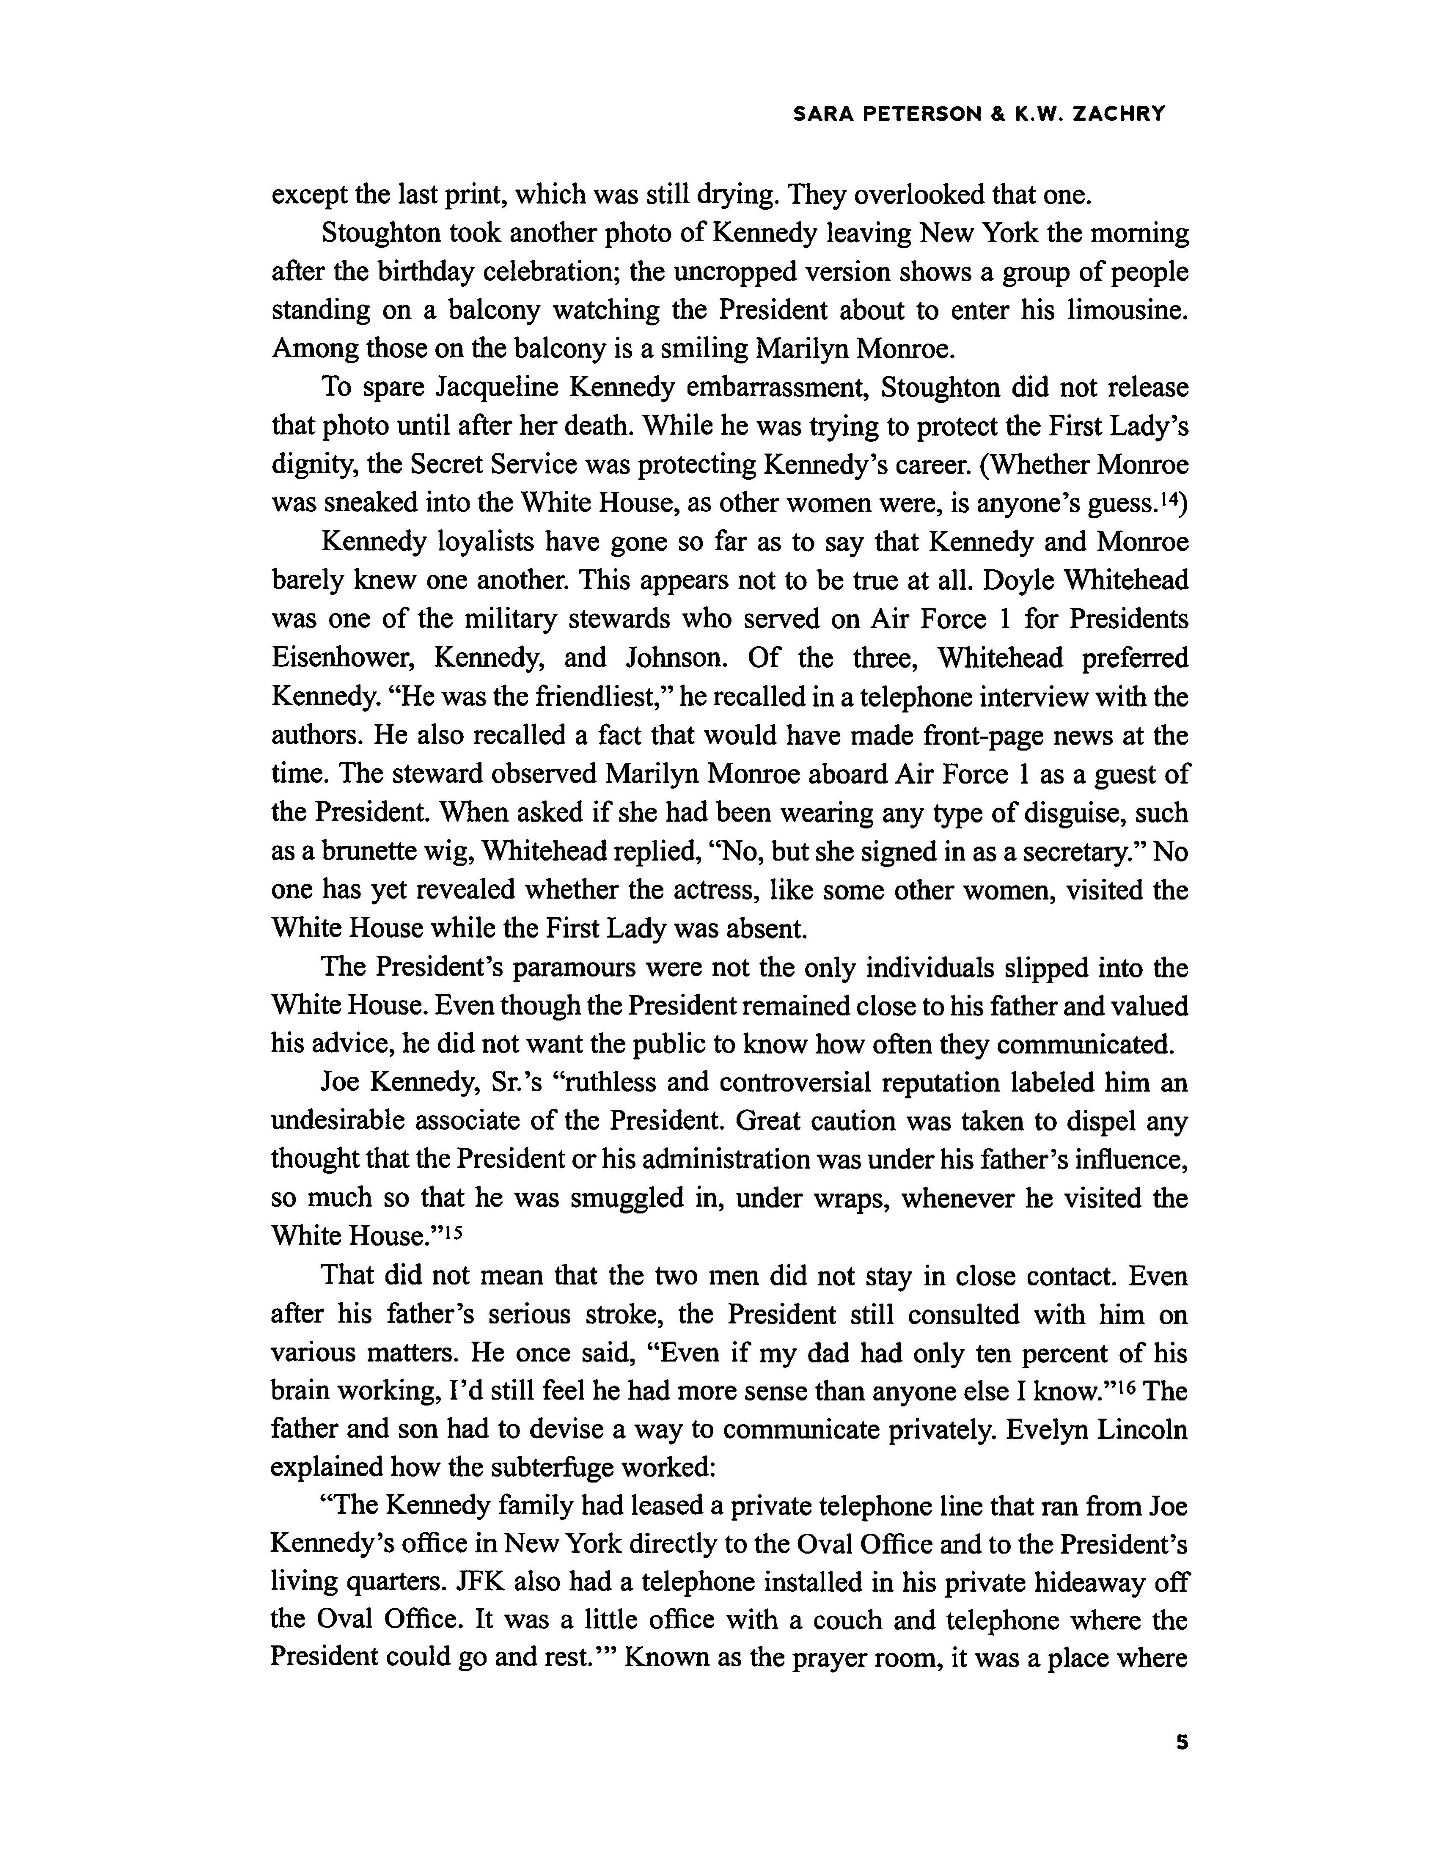 SARA PETERSON & K.W. ZACHRY
except the last print, which was still drying. They overlooked that one.
Stoughton took another photo of Kennedy leaving New York the morning
after the birthday celebration; the uncropped version shows a group of people
standing on a balcony watching the President about to enter his limousine.
Among those on the balcony is a smiling Marilyn Monroe.
To spare Jacqueline Kennedy embarrassment, Stoughton did not release
that photo until after her death. While he was trying to protect the First Lady’s
dignity, the Secret Service was protecting Kennedy’s career. (Whether Monroe
was sneaked into the White House, as other women were, is anyone’s guess.¹⁴)
Kennedy loyalists have gone so far as to say that Kennedy and Monroe
barely knew one another. This appears not to be true at all. Doyle Whitehead
was one of the military stewards who served on Air Force 1 for Presidents
Eisenhower, Kennedy, and Johnson. Of the three, Whitehead preferred
Kennedy. “He was the friendliest,” he recalled in a telephone interview with the
authors. He also recalled a fact that would have made front-page news at the
time. The steward observed Marilyn Monroe aboard Air Force 1 as a guest of
the President. When asked if she had been wearing any type of disguise, such
as a brunette wig, Whitehead replied, “No, but she signed in as a secretary.” No
one has yet revealed whether the actress, like some other women, visited the
White House while the First Lady was absent.
The President’s paramours were not the only individuals slipped into the
White House. Even though the President remained close to his father and valued
his advice, he did not want the public to know how often they communicated.
Joe Kennedy, Sr.’s “ruthless and controversial reputation labeled him an
undesirable associate of the President. Great caution was taken to dispel any
thought that the President or his administration was under his father’s influence,
so much so that he was smuggled in, under wraps, whenever he visited the
White House.”¹⁵
That did not mean that the two men did not stay in close contact. Even
after his father’s serious stroke, the President still consulted with him on
various matters. He once said, “Even if my dad had only ten percent of his
brain working, I’d still feel he had more sense than anyone else I know.”¹⁶ The
father and son had to devise a way to communicate privately. Evelyn Lincoln
explained how the subterfuge worked:
“The Kennedy family had leased a private telephone line that ran from Joe
Kennedy’s office in New York directly to the Oval Office and to the President’s
living quarters. JFK also had a telephone installed in his private hideaway off
the Oval Office. It was a little office with a couch and telephone where the
President could go and rest.’” Known as the prayer room, it was a place where
5